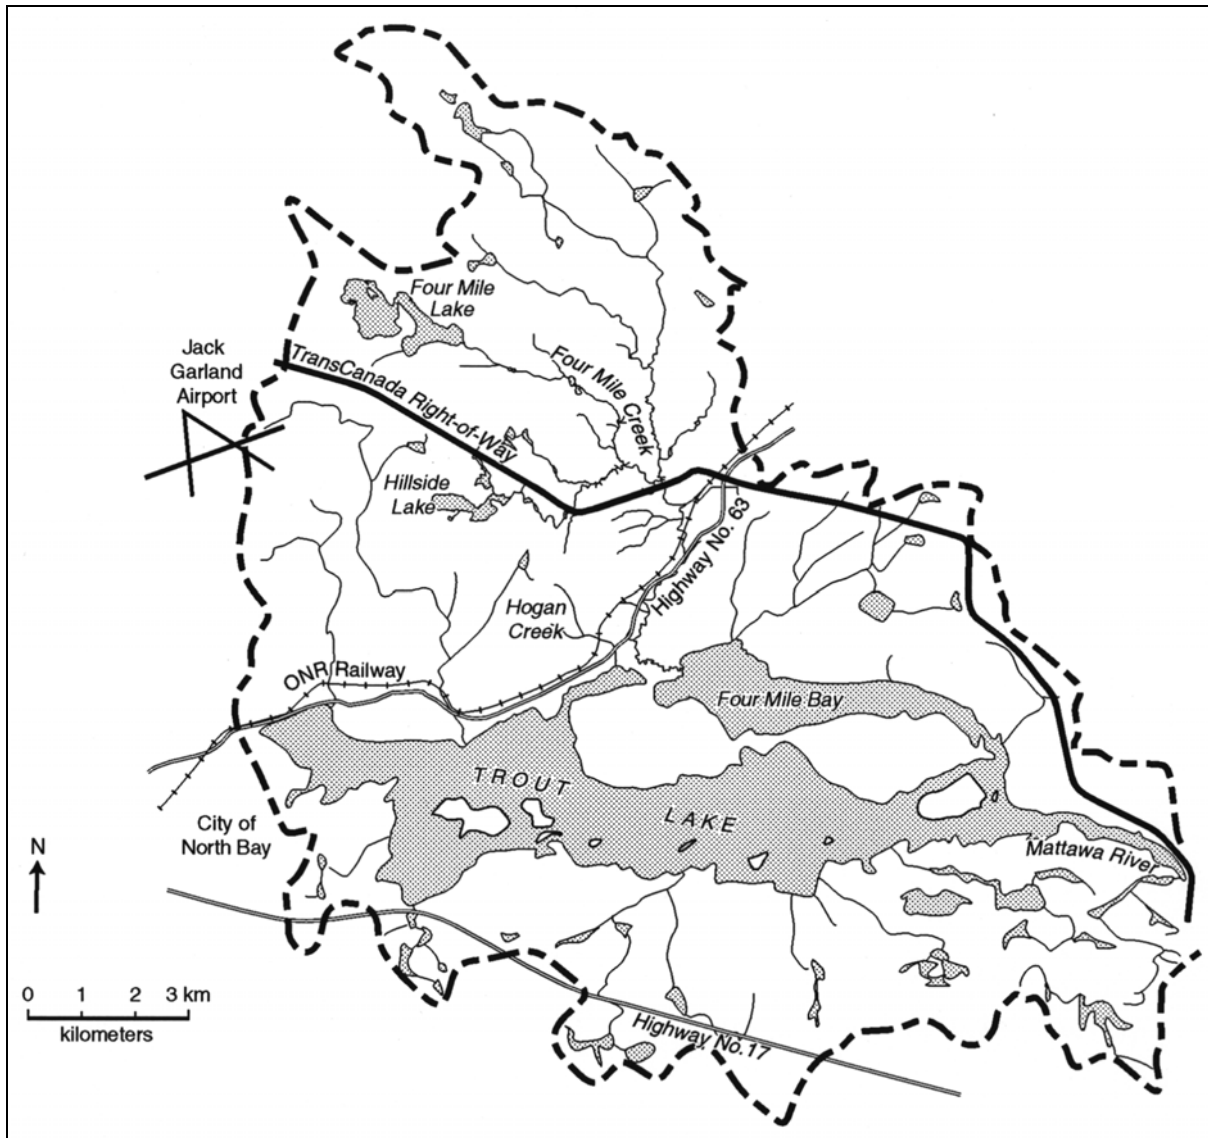 Four Mile
Lake
Jack
Garland
Airport
TransCanada Right-of-Way
Four Mile Creek
Hillside
Lake
Highway No. 63
Hogan
Creek
ONR Railway
Four Mile Bay
TROUT
LAKE
City of
North Bay
Mattawa River
N
0 1 2 3 km
kilometers
Highway No.17